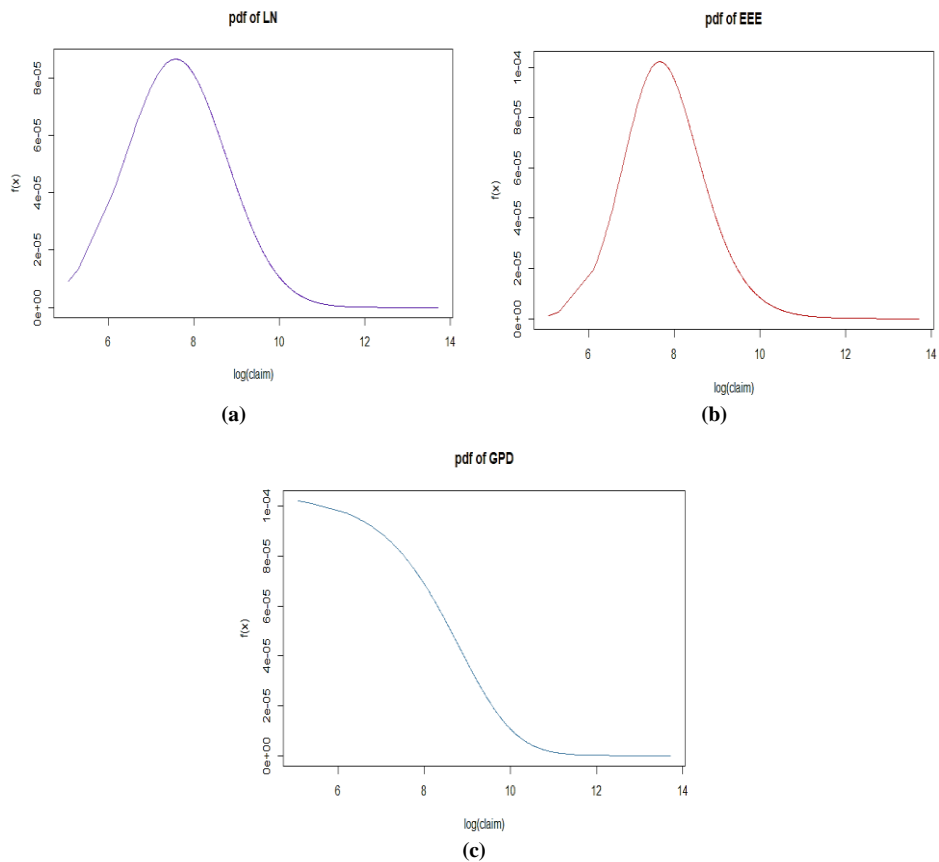 pdf of LN
8e-05
6e-05
4e-05
2e-05
0e+00
f(x)
6 8 10 12 14
log(claim)
(a)
pdf of EEE
1e-04
8e-05
6e-05
4e-05
2e-05
0e+00
f(x)
6 8 10 12 14
log(claim)
(b)
pdf of GPD
1e-04
8e-05
6e-05
4e-05
2e-05
0e+00
f(x)
6 8 10 12 14
log(claim)
(c)